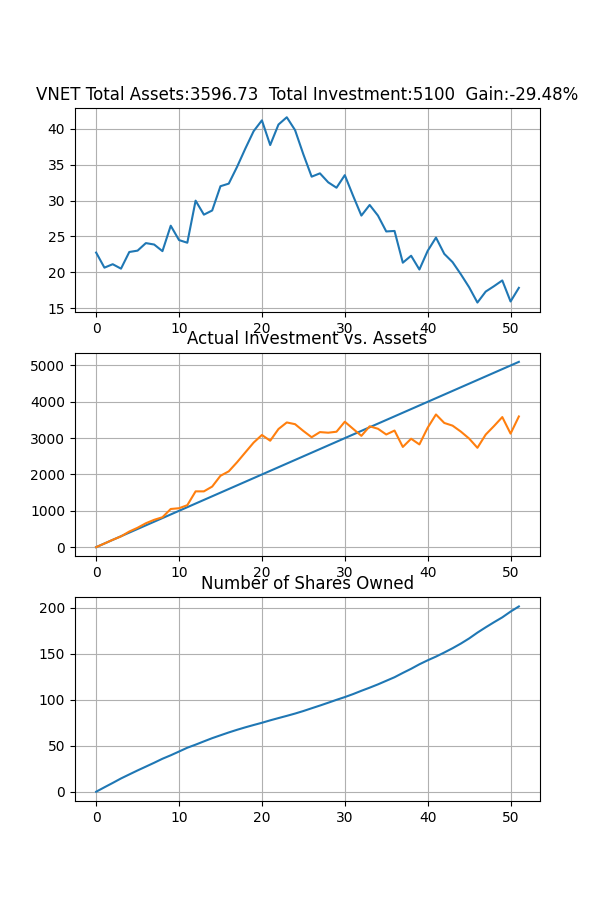 VNET Total Assets:3596.73  Total Investment:5100  Gain:-29.48%
40
35
30
25
20
15
0 10 20 30 40 50
Actual Investment vs. Assets
5000
4000
3000
2000
1000
0
0 10 20 30 40 50
Number of Shares Owned
200
150
100
50
0
0 10 20 30 40 50